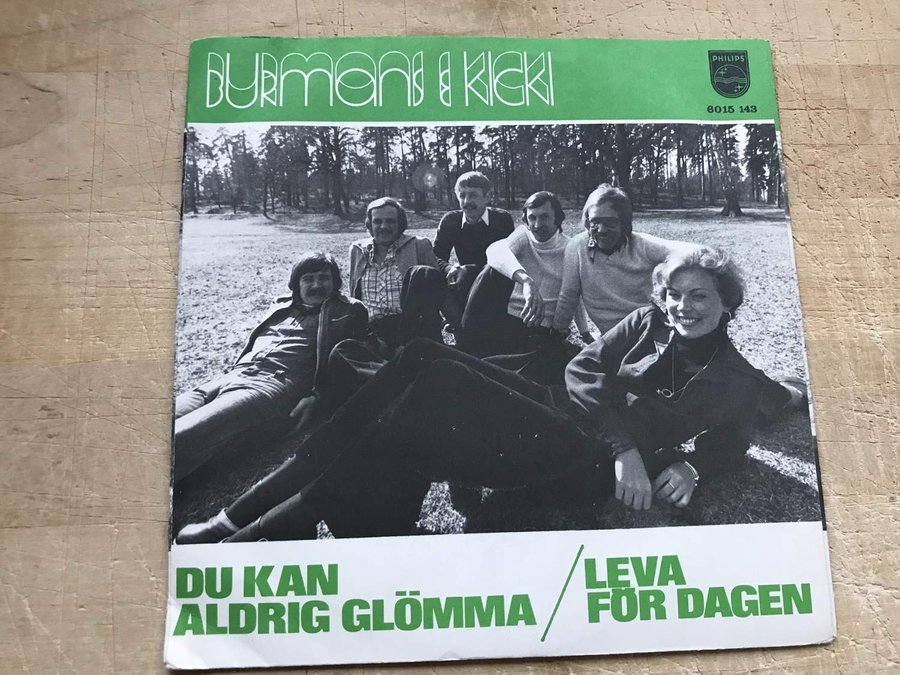 BURMANS & KICKI
PHILIPS
6015 143
DU KAN
ALDRIG GLÖMMA / LEVA
FÖR DAGEN